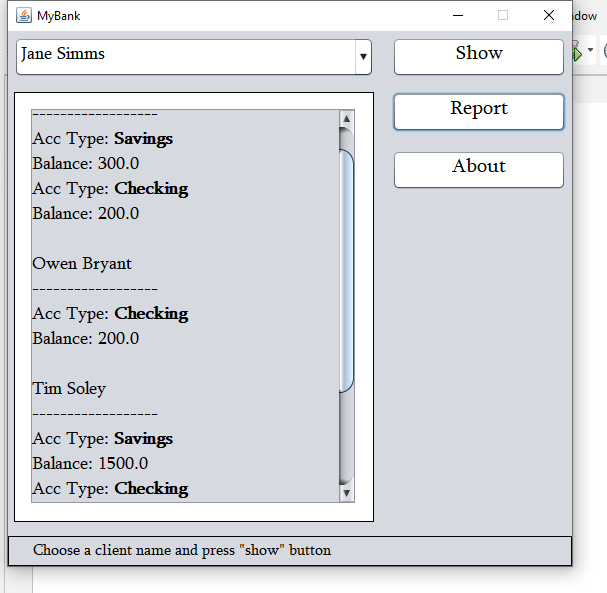 MyBank
dow
Jane Simms
Show
Report
About
------------------
Acc Type: Savings
Balance: 300.0
Acc Type: Checking
Balance: 200.0
Owen Bryant
------------------
Acc Type: Checking
Balance: 200.0
Tim Soley
------------------
Acc Type: Savings
Balance: 1500.0
Acc Type: Checking
Choose a client name and press "show" button